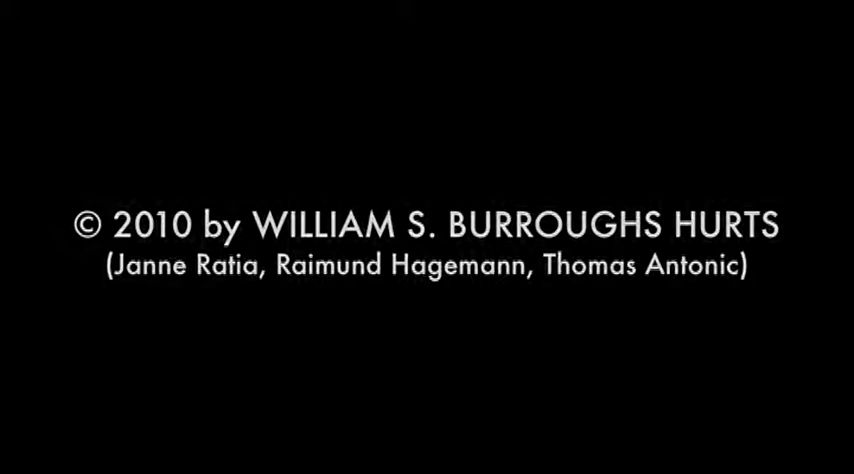 © 2010 by WILLIAM S. BURROUGHS HURTS
(Janne Ratia, Raimund Hagemann, Thomas Antonic)